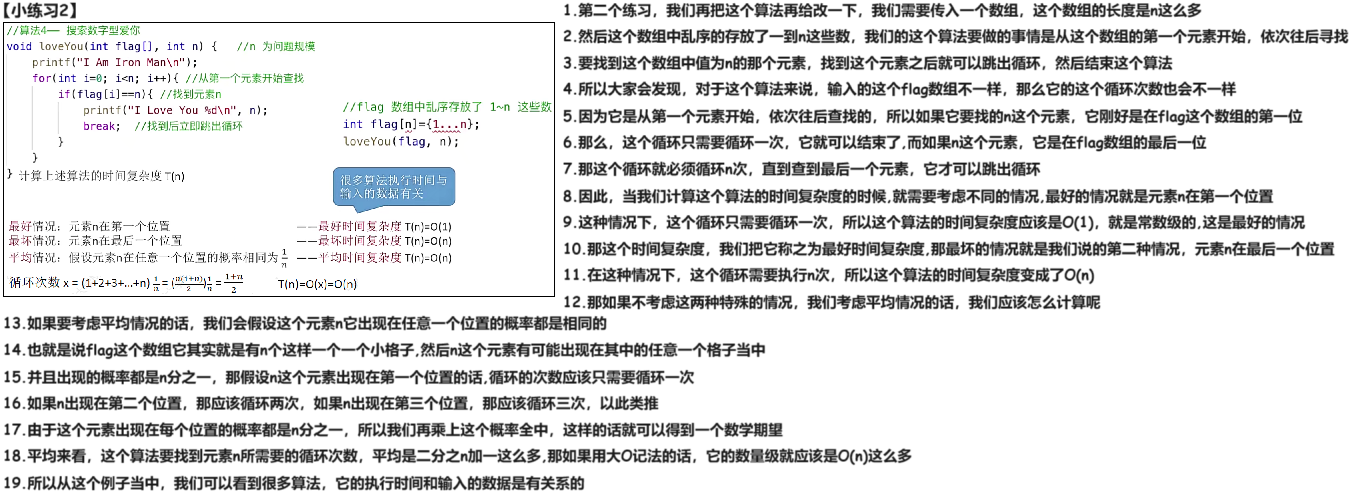 【小练习2】
//算法4—— 搜索数字型爱你
void loveYou(int flag[], int n) {   //n 为问题规模
printf("I Am Iron Man\n");
for(int i=0; i<n; i++){ //从第一个元素开始查找
if(flag[i]==n){ //找到元素n
printf("I Love You %d\n", n);
break;  //找到后立即跳出循环
}
}
}
计算上述算法的时间复杂度 T(n)
//flag 数组中乱序存放了 1~n 这些数
int flag[n]={1...n};
loveYou(flag, n);
很多算法执行时间与
输入的数据有关
最好情况：元素n在第一个位置 ——最好时间复杂度 T(n)=O(1)
最坏情况：元素n在最后一个位置 ——最坏时间复杂度 T(n)=O(n)
平均情况：假设元素n在任意一个位置的概率相同为 1/n ——平均时间复杂度 T(n)=O(n)
循环次数 x = (1+2+3+...+n) 1/n = (n(1+n)/2) 1/n = (1+n)/2 T(n)=O(x)=O(n)
1.第二个练习，我们再把这个算法再给改一下，我们需要传入一个数组，这个数组的长度是n这么多
2.然后这个数组中乱序的存放了一到n这些数，我们的这个算法要做的事情是从这个数组的第一个元素开始，依次往后寻找
3.要找到这个数组中值为n的那个元素，找到这个元素之后就可以跳出循环，然后结束这个算法
4.所以大家会发现，对于这个算法来说，输入的这个flag数组不一样，那么它的这个循环次数也会不一样
5.因为它是从第一个元素开始，依次往后查找的，所以如果它要找的n这个元素，它刚好是在flag这个数组的第一位
6.那么，这个循环只需要循环一次，它就可以结束了,而如果n这个元素，它是在flag数组的最后一位
7.那这个循环就必须循环n次，直到查到最后一个元素，它才可以跳出循环
8.因此，当我们计算这个算法的时间复杂度的时候,就需要考虑不同的情况,最好的情况就是元素n在第一个位置
9.这种情况下，这个循环只需要循环一次，所以这个算法的时间复杂度应该是O(1)，就是常数级的,这是最好的情况
10.那这个时间复杂度，我们把它称之为最好时间复杂度,那最坏的情况就是我们说的第二种情况，元素n在最后一个位置
11.在这种情况下，这个循环需要执行n次，所以这个算法的时间复杂度变成了O(n)
12.那如果不考虑这两种特殊的情况，我们考虑平均情况的话，我们应该怎么计算呢
13.如果要考虑平均情况的话，我们会假设这个元素n它出现在任意一个位置的概率都是相同的
14.也就是说flag这个数组它其实就是有n个这样一个一个小格子,然后n这个元素有可能出现在其中的任意一个格子当中
15.并且出现的概率都是n分之一，那假设n这个元素出现在第一个位置的话,循环的次数应该只需要循环一次
16.如果n出现在第二个位置，那应该循环两次，如果n出现在第三个位置，那应该循环三次，以此类推
17.由于这个元素出现在每个位置的概率都是n分之一，所以我们再乘上这个概率全中，这样的话就可以得到一个数学期望
18.平均来看，这个算法要找到元素n所需要的循环次数，平均是二分之n加一这么多,那如果用大O记法的话，它的数量级就应该是O(n)这么多
19.所以从这个例子当中，我们可以看到很多算法，它的执行时间和输入的数据是有关系的